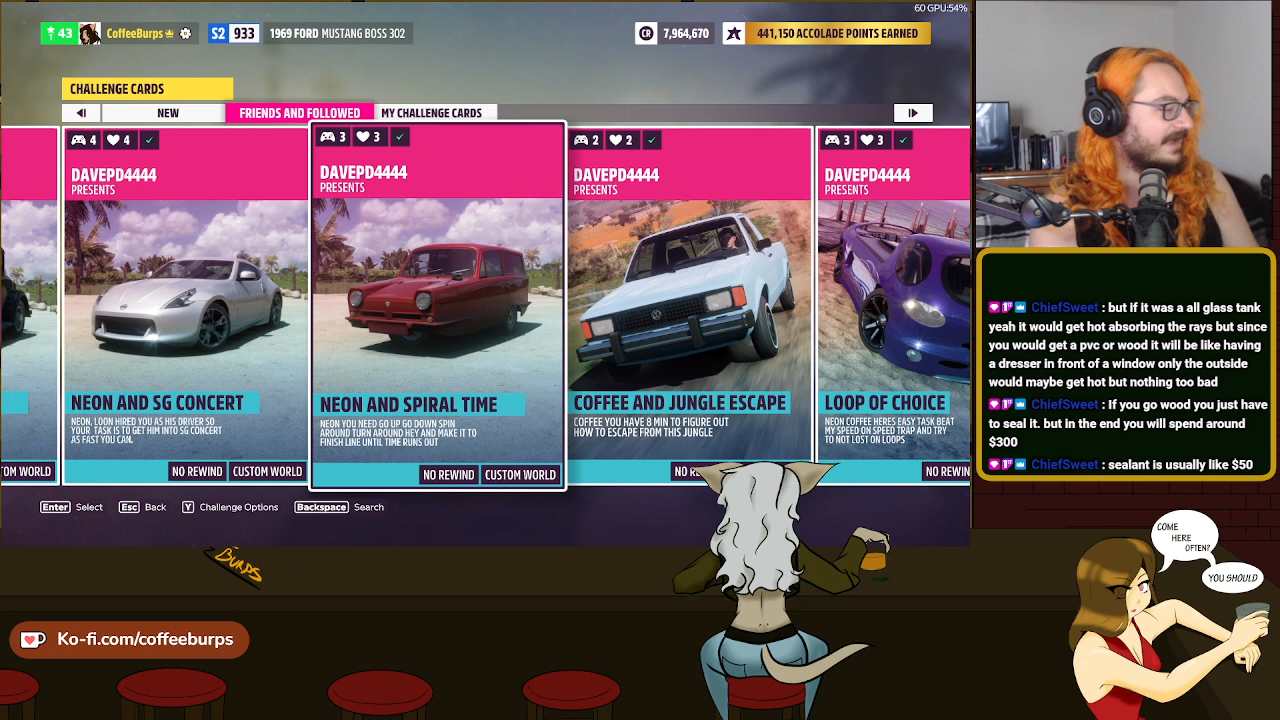 60 GPU:54%
43 CoffeeBurps S2 933 1969 FORD MUSTANG BOSS 302 CR 7,964,670 441,150 ACCOLADE POINTS EARNED
CHALLENGE CARDS
NEW FRIENDS AND FOLLOWED MY CHALLENGE CARDS
4 4
DAVEPD4444
PRESENTS
NEON AND SG CONCERT
NEON, LOON HIRED YOU AS HIS DRIVER SO
YOUR TASK IS TO GET HIM INTO SG CONCERT
AS FAST YOU CAN.
NO REWIND CUSTOM WORLD
3 3
DAVEPD4444
PRESENTS
NEON AND SPIRAL TIME
NEON YOU NEED GO UP GO DOWN SPIN
AROUND TURN AROUND HEY AND MAKE IT TO
FINISH LINE UNTIL TIME RUNS OUT
NO REWIND CUSTOM WORLD
2 2
DAVEPD4444
PRESENTS
COFFEE AND JUNGLE ESCAPE
COFFEE YOU HAVE 8 MIN TO FIGURE OUT
HOW TO ESCAPE FROM THIS JUNGLE
NO RE
3 3
DAVEPD4444
PRESENTS
LOOP OF CHOICE
NEON COFFEE HERES EASY TASK BEAT
MY SPEED ON SPEED TRAP AND TRY
TO NOT LOST ON LOOPS
NO REWIN
TOM WORLD
Enter Select Esc Back Y Challenge Options Backspace Search
ChiefSweet : but if it was a all glass tank
yeah it would get hot absorbing the rays but since
you would get a pvc or wood it will be like having
a dresser in front of a window only the outside
would maybe get hot but nothing too bad
ChiefSweet : If you go wood you just have
to seal it. but in the end you will spend around
$300
ChiefSweet : sealant is usually like $50
BURPS
COME
HERE
OFTEN?
YOU SHOULD
Ko-fi.com/coffeeburps